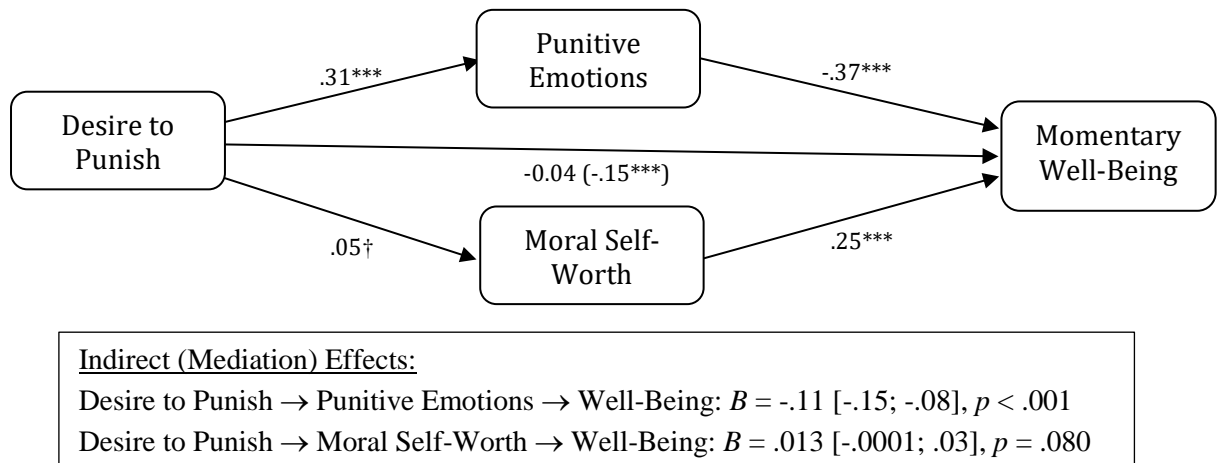 Punitive
Emotions
.31***
-.37***
Desire to
Punish
Momentary
Well-Being
-0.04 (-.15***)
.05†
Moral Self-
Worth
.25***
Indirect (Mediation) Effects:
Desire to Punish → Punitive Emotions → Well-Being: B = -.11 [-.15; -.08], p < .001
Desire to Punish → Moral Self-Worth → Well-Being: B = .013 [-.0001; .03], p = .080